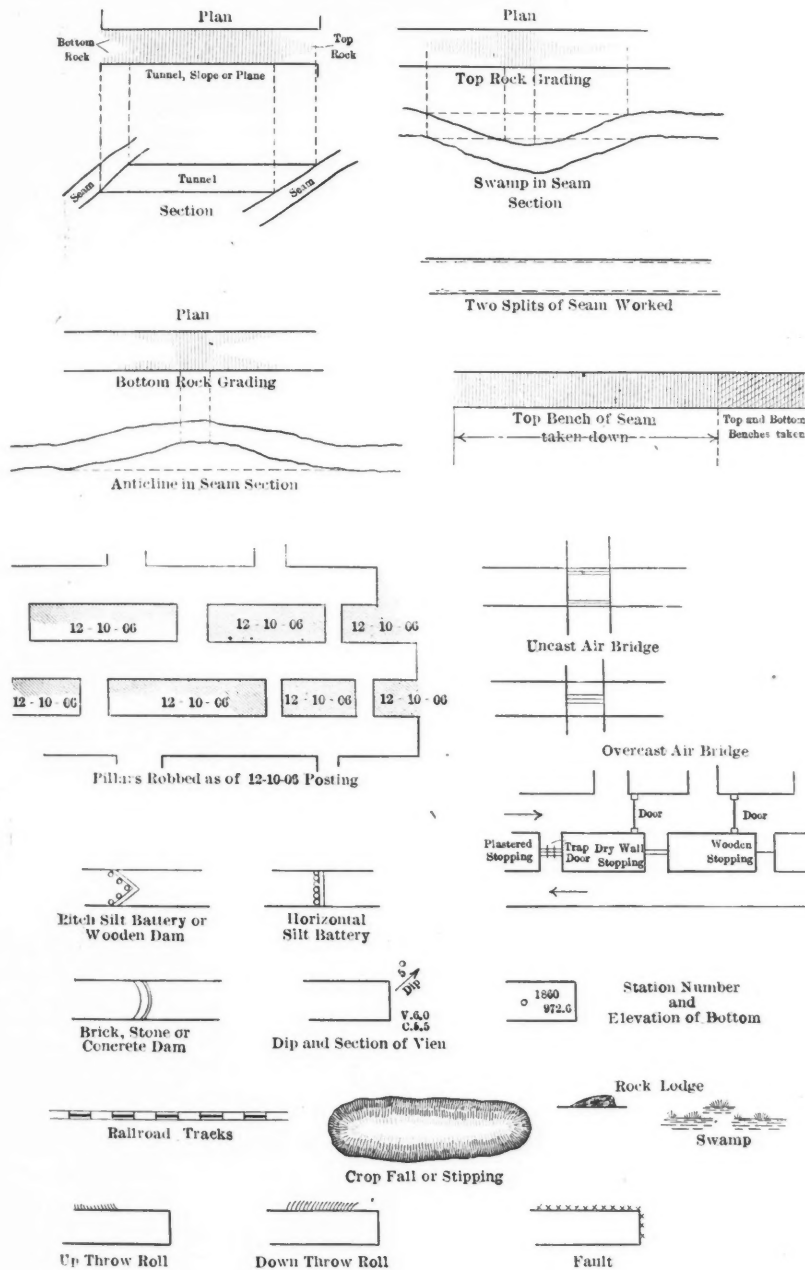 Plan
Bottom
Rock
Top
Rock
Tunnel, Slope or Plane
Seam
Tunnel
Seam
Section
Plan
Top Rock Grading
Swamp in Seam
Section
Two Splits of Seam Worked
Plan
Bottom Rock Grading
Anticline in Seam Section
Top Bench of Seam
taken down
Top and Bottom
Benches taken
12-10-06
12-10-06
12-10-06
12-10-06
12-10-06
12-10-06
12-10-06
Pillars Robbed as of 12-10-06 Posting
Uncast Air Bridge
Overcast Air Bridge
Door
Door
Plastered
Stopping
Trap
Door
Dry Wall
Stopping
Wooden
Stopping
Pitch Silt Battery or
Wooden Dam
Horizontal
Silt Battery
Brick, Stone or
Concrete Dam
Dip
V.6.0
C.5.5
Dip and Section of Vien
1860
972.6
Station Number
and
Elevation of Bottom
Railroad Tracks
Crop Fall or Stipping
Rock Lodge
Swamp
Up Throw Roll
Down Throw Roll
Fault